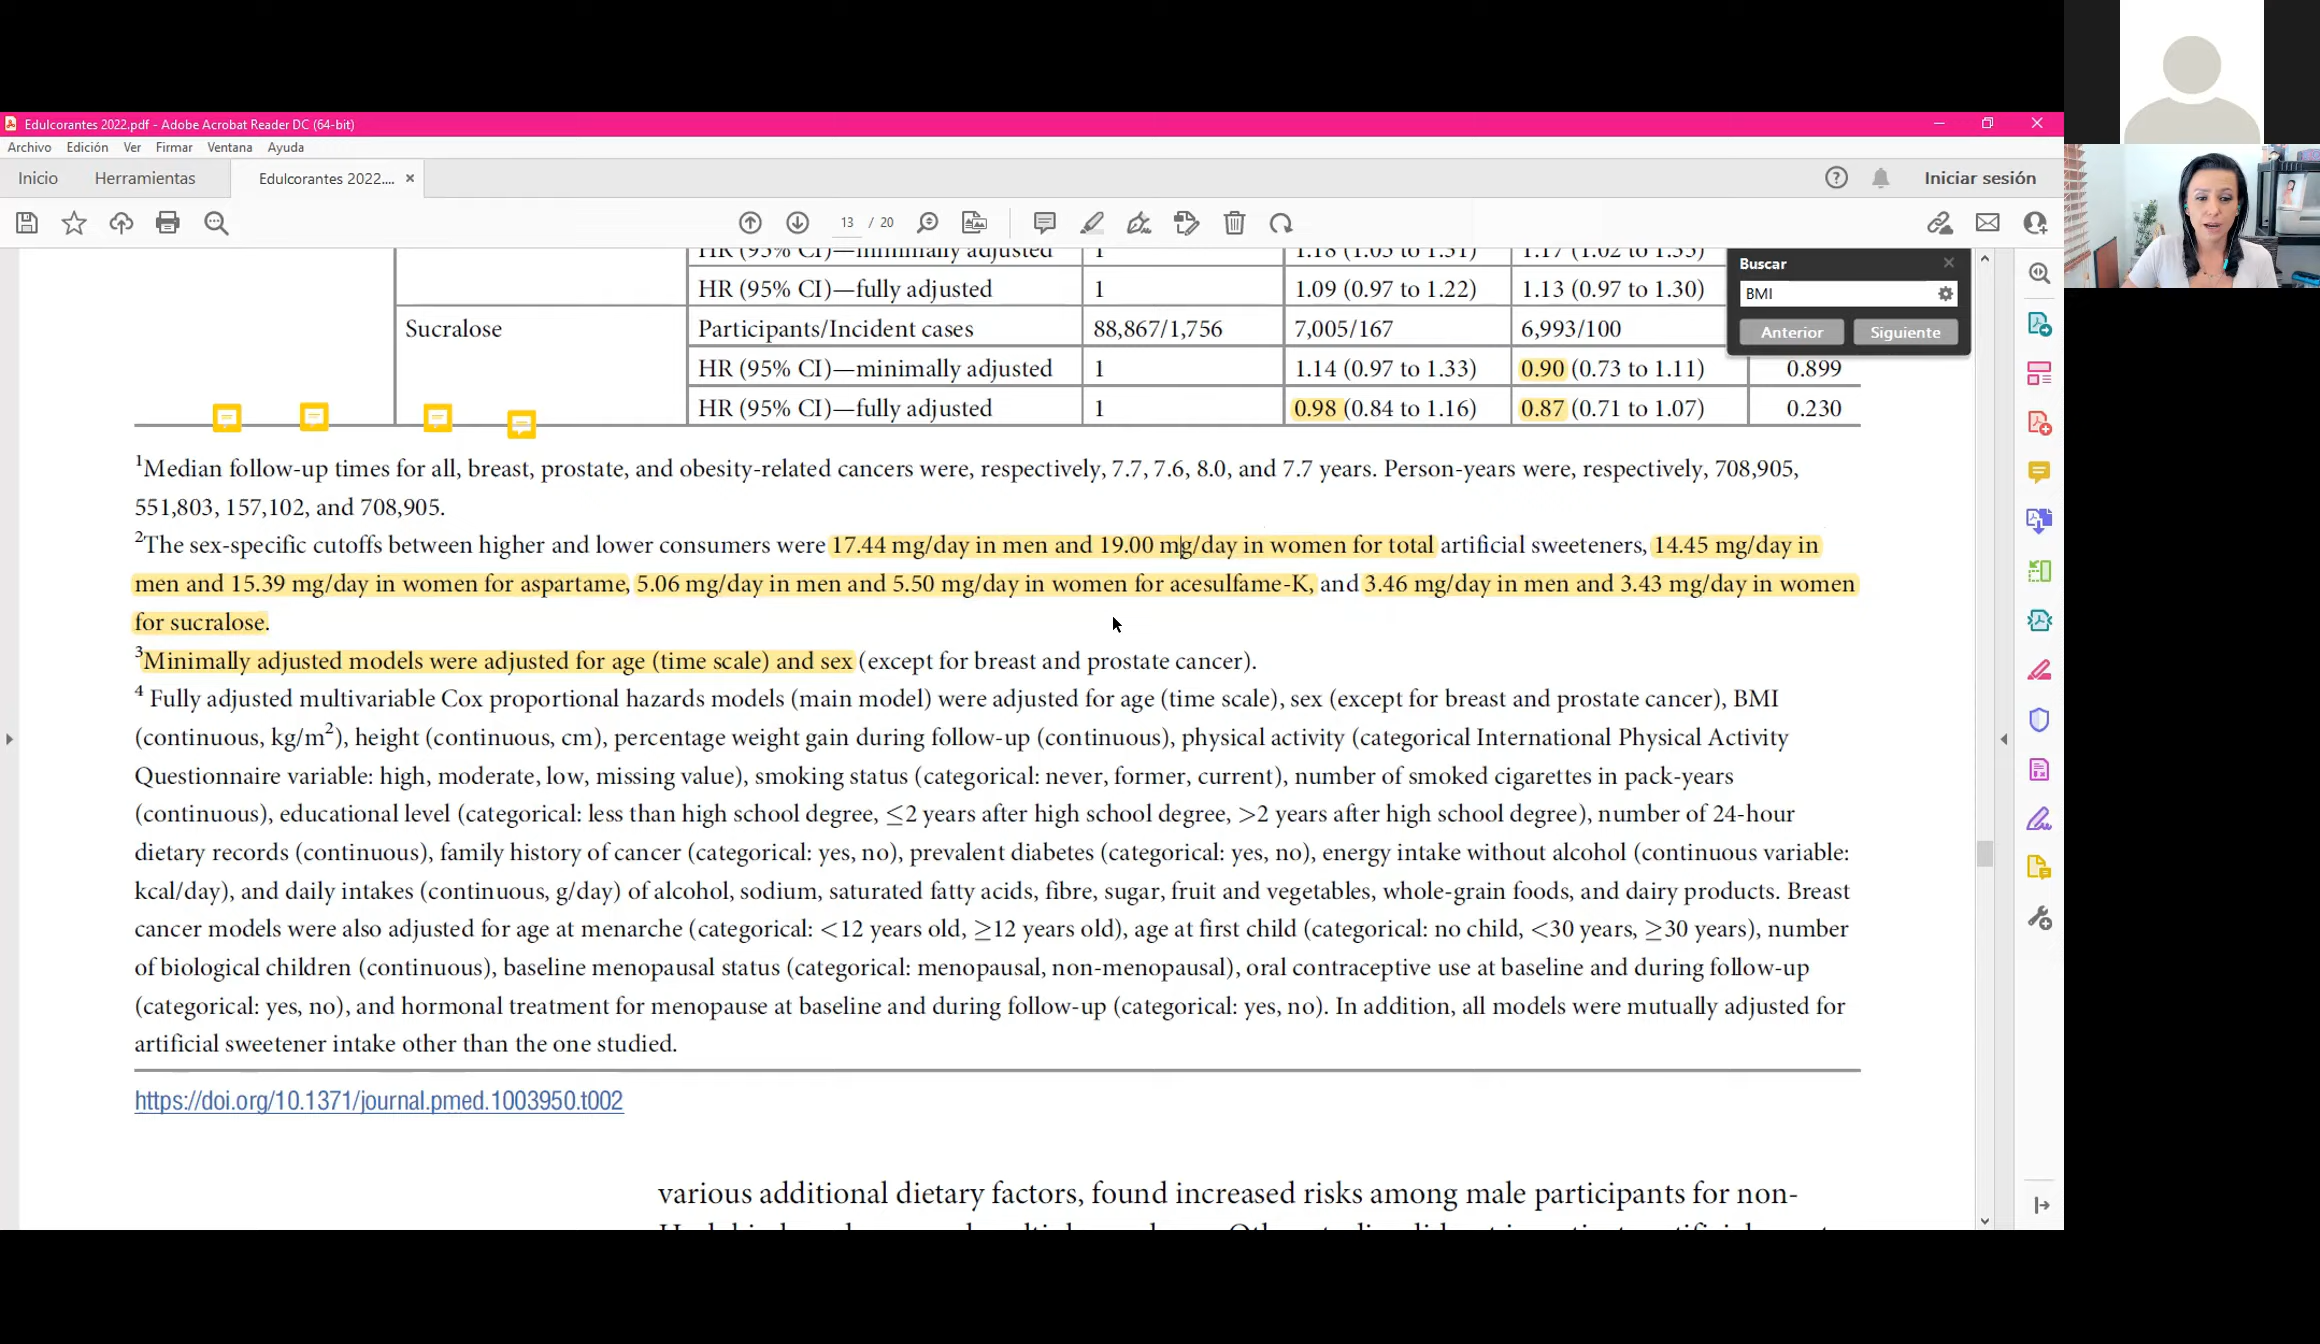 Edulcorantes 2022.pdf - Adobe Acrobat Reader DC (64-bit)
Archivo Edición Ver Firmar Ventana Ayuda
Inicio Herramientas Edulcorantes 2022.... × Iniciar sesión
13 / 20
HR (95% CI)—minimally adjusted 1 1.18 (1.05 to 1.31) 1.17 (1.02 to 1.35)
Buscar
HR (95% CI)—fully adjusted 1 1.09 (0.97 to 1.22) 1.13 (0.97 to 1.30)
BMI
Sucralose Participants/Incident cases 88,867/1,756 7,005/167 6,993/100
Anterior Siguiente
HR (95% CI)—minimally adjusted 1 1.14 (0.97 to 1.33) 0.90 (0.73 to 1.11) 0.899
HR (95% CI)—fully adjusted 1 0.98 (0.84 to 1.16) 0.87 (0.71 to 1.07) 0.230
1Median follow-up times for all, breast, prostate, and obesity-related cancers were, respectively, 7.7, 7.6, 8.0, and 7.7 years. Person-years were, respectively, 708,905,
551,803, 157,102, and 708,905.
2The sex-specific cutoffs between higher and lower consumers were 17.44 mg/day in men and 19.00 mg/day in women for total artificial sweeteners, 14.45 mg/day in
men and 15.39 mg/day in women for aspartame, 5.06 mg/day in men and 5.50 mg/day in women for acesulfame-K, and 3.46 mg/day in men and 3.43 mg/day in women
for sucralose.
3Minimally adjusted models were adjusted for age (time scale) and sex (except for breast and prostate cancer).
4 Fully adjusted multivariable Cox proportional hazards models (main model) were adjusted for age (time scale), sex (except for breast and prostate cancer), BMI
(continuous, kg/m2), height (continuous, cm), percentage weight gain during follow-up (continuous), physical activity (categorical International Physical Activity
Questionnaire variable: high, moderate, low, missing value), smoking status (categorical: never, former, current), number of smoked cigarettes in pack-years
(continuous), educational level (categorical: less than high school degree, ≤2 years after high school degree, >2 years after high school degree), number of 24-hour
dietary records (continuous), family history of cancer (categorical: yes, no), prevalent diabetes (categorical: yes, no), energy intake without alcohol (continuous variable:
kcal/day), and daily intakes (continuous, g/day) of alcohol, sodium, saturated fatty acids, fibre, sugar, fruit and vegetables, whole-grain foods, and dairy products. Breast
cancer models were also adjusted for age at menarche (categorical: <12 years old, ≥12 years old), age at first child (categorical: no child, <30 years, ≥30 years), number
of biological children (continuous), baseline menopausal status (categorical: menopausal, non-menopausal), oral contraceptive use at baseline and during follow-up
(categorical: yes, no), and hormonal treatment for menopause at baseline and during follow-up (categorical: yes, no). In addition, all models were mutually adjusted for
artificial sweetener intake other than the one studied.
https://doi.org/10.1371/journal.pmed.1003950.t002
various additional dietary factors, found increased risks among male participants for non-